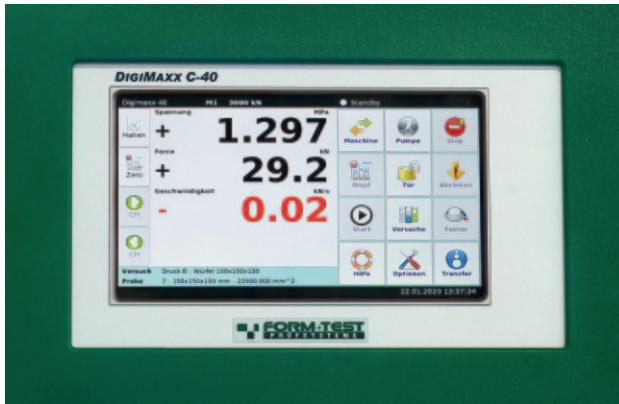 DIGIMAXX C-40
Digimaxx 40 M1 3000 kN Standby
Spannung MPa
+ 1.297
Force kN
+ 29.2
Geschwindigkeit kN/s
- 0.02
Halten
Zero
CH
CH
Maschine Pumpe Stop
Displ Tür Absinken
Start Versuche Faktor
Hilfe Optionen Transfer
Versuch Druck B - Würfel 150x150x150
Probe 7 - 150x150x150 mm - 22500.000 mm^2
22.01.2019 13:37:34
FORM+TEST
PRÜFSYSTEME